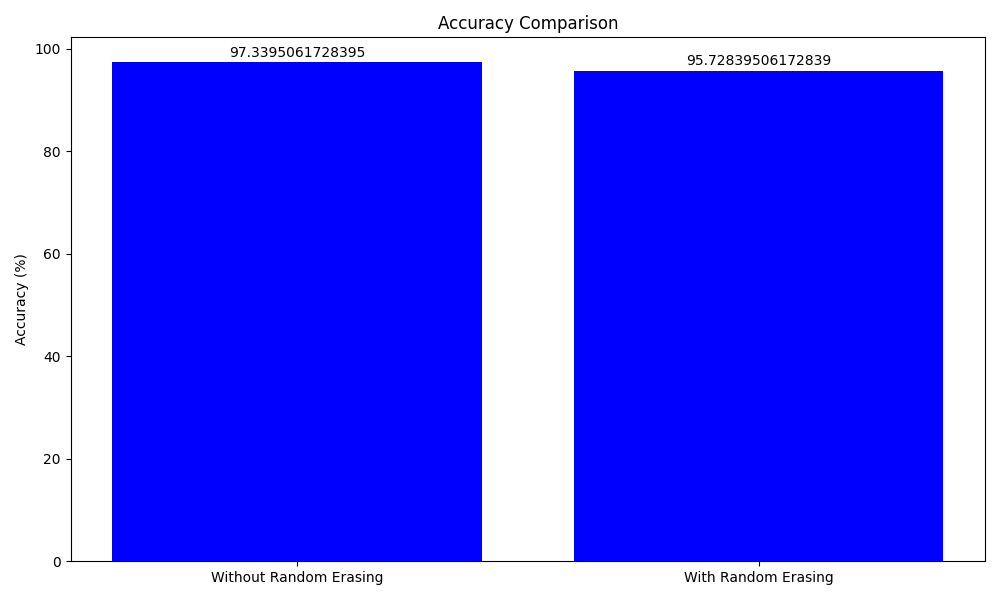 Accuracy Comparison
97.3395061728395
95.72839506172839
100
80
60
40
20
0
Accuracy (%)
Without Random Erasing
With Random Erasing